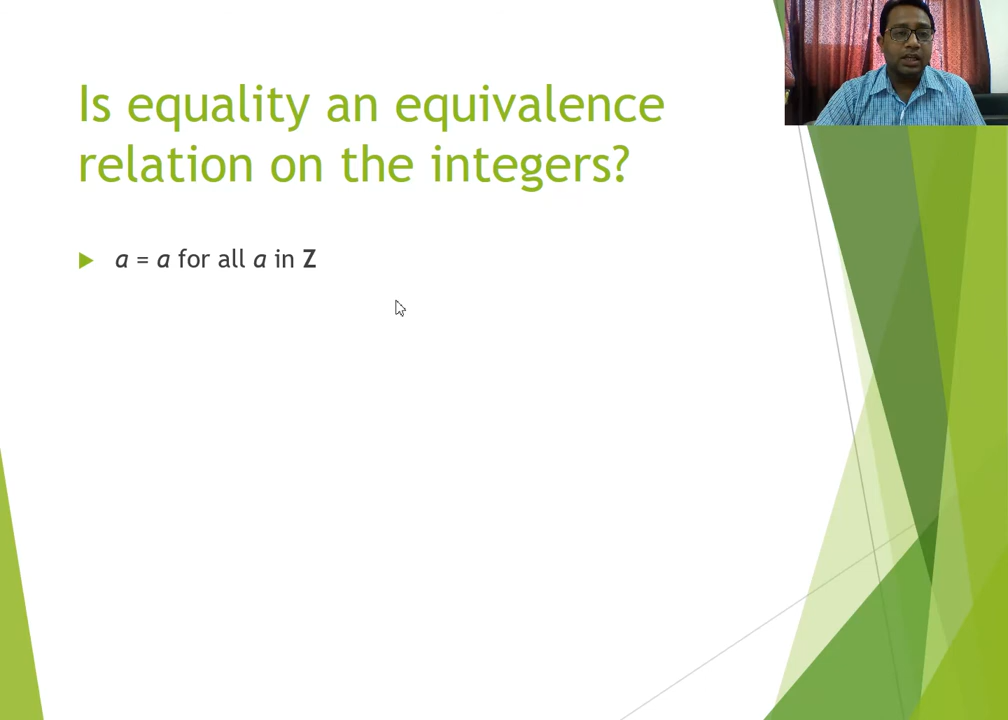 Is equality an equivalence
relation on the integers?
a = a for all a in Z